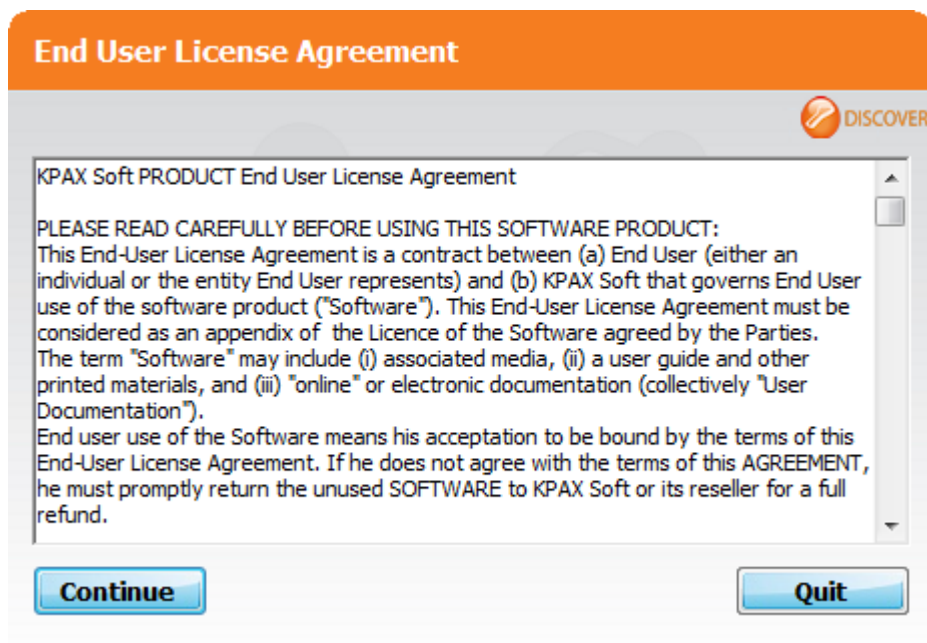 End User License Agreement
DISCOVER
KPAX Soft PRODUCT End User License Agreement
PLEASE READ CAREFULLY BEFORE USING THIS SOFTWARE PRODUCT:
This End-User License Agreement is a contract between (a) End User (either an
individual or the entity End User represents) and (b) KPAX Soft that governs End User
use of the software product ("Software"). This End-User License Agreement must be
considered as an appendix of  the Licence of the Software agreed by the Parties.
The term "Software" may include (i) associated media, (ii) a user guide and other
printed materials, and (iii) "online" or electronic documentation (collectively "User
Documentation").
End user use of the Software means his acceptation to be bound by the terms of this
End-User License Agreement. If he does not agree with the terms of this AGREEMENT,
he must promptly return the unused SOFTWARE to KPAX Soft or its reseller for a full
refund.
Continue
Quit